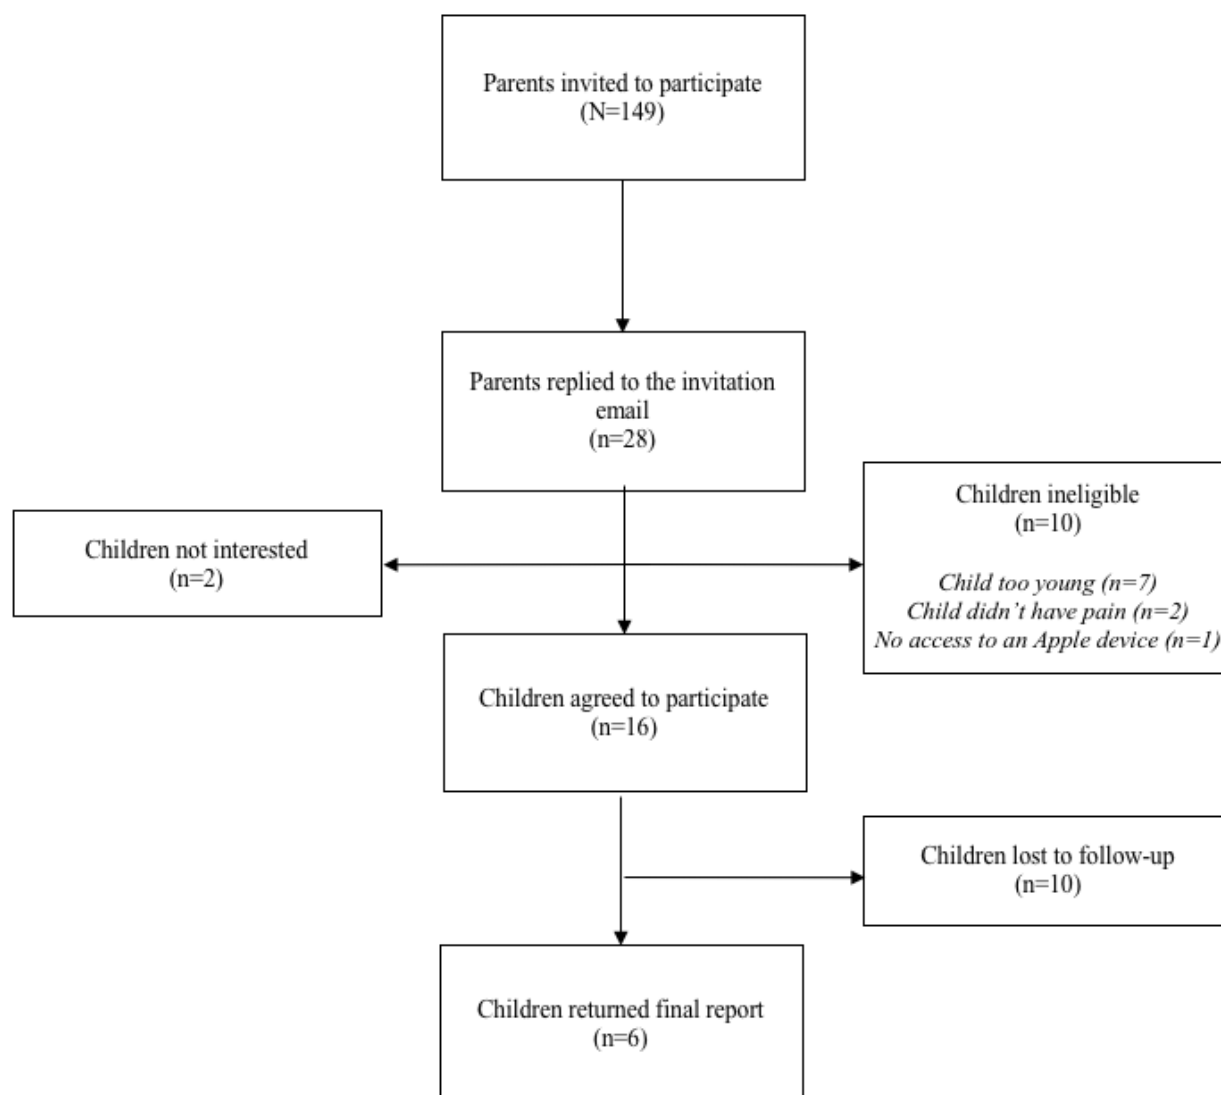 Parents invited to participate
(N=149)
Parents replied to the invitation
email
(n=28)
Children not interested
(n=2)
Children ineligible
(n=10)
Child too young (n=7)
Child didn’t have pain (n=2)
No access to an Apple device (n=1)
Children agreed to participate
(n=16)
Children lost to follow-up
(n=10)
Children returned final report
(n=6)